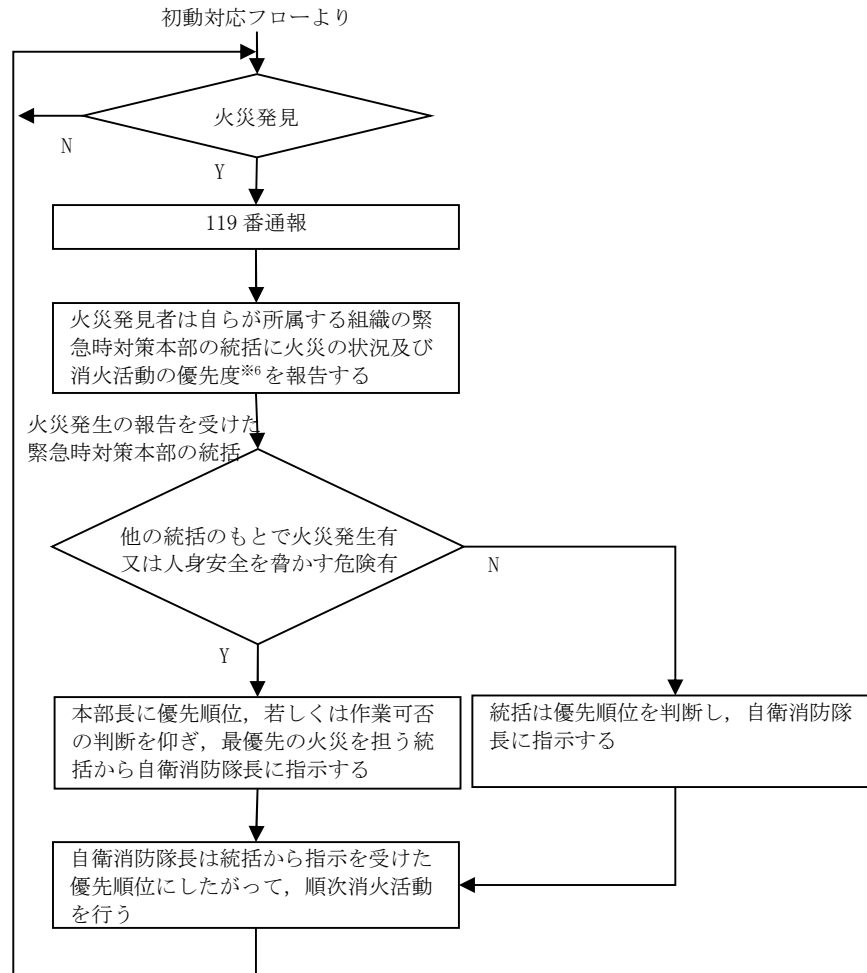 初動対応フローより
火災発見
N
Y
119 番通報
火災発見者は自らが所属する組織の緊
急時対策本部の統括に火災の状況及び
消火活動の優先度※6を報告する
火災発生の報告を受けた
緊急時対策本部の統括
他の統括のもとで火災発生有
又は人身安全を脅かす危険有
N
Y
本部長に優先順位，若しくは作業可否
の判断を仰ぎ，最優先の火災を担う統
括から自衛消防隊長に指示する
統括は優先順位を判断し，自衛消防隊
長に指示する
自衛消防隊長は統括から指示を受けた
優先順位にしたがって，順次消火活動
を行う